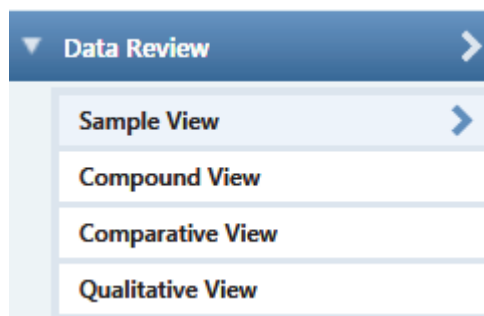 Data Review
Sample View
Compound View
Comparative View
Qualitative View